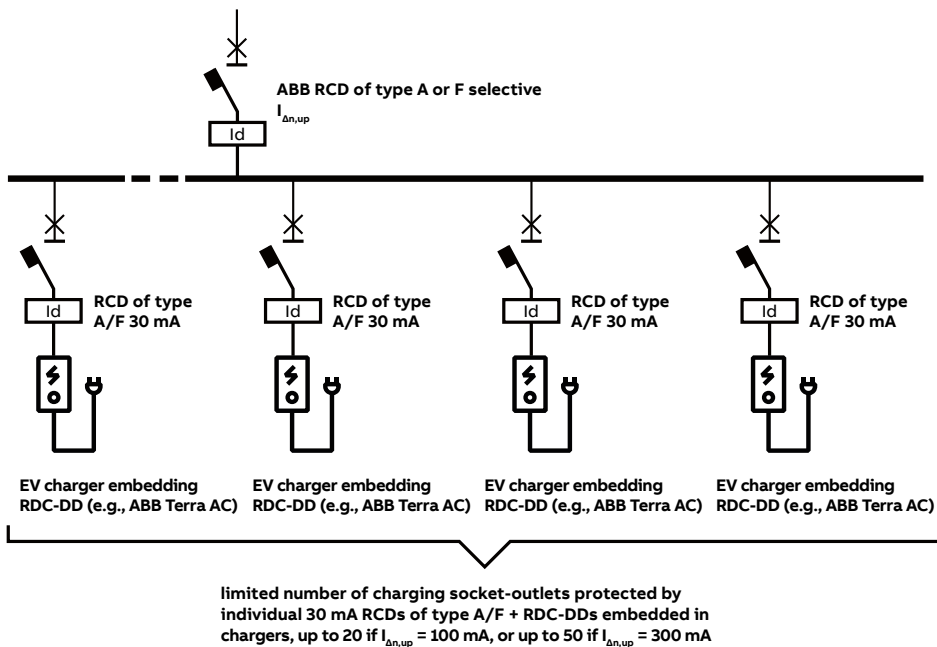 ABB RCD of type A or F selective
I Δn,up
Id
Id
RCD of type
A/F 30 mA
Id
RCD of type
A/F 30 mA
Id
RCD of type
A/F 30 mA
Id
RCD of type
A/F 30 mA
EV charger embedding
RDC-DD (e.g., ABB Terra AC)
EV charger embedding
RDC-DD (e.g., ABB Terra AC)
EV charger embedding
RDC-DD (e.g., ABB Terra AC)
EV charger embedding
RDC-DD (e.g., ABB Terra AC)
limited number of charging socket-outlets protected by
individual 30 mA RCDs of type A/F + RDC-DDs embedded in
chargers, up to 20 if I Δn,up = 100 mA, or up to 50 if I Δn,up = 300 mA